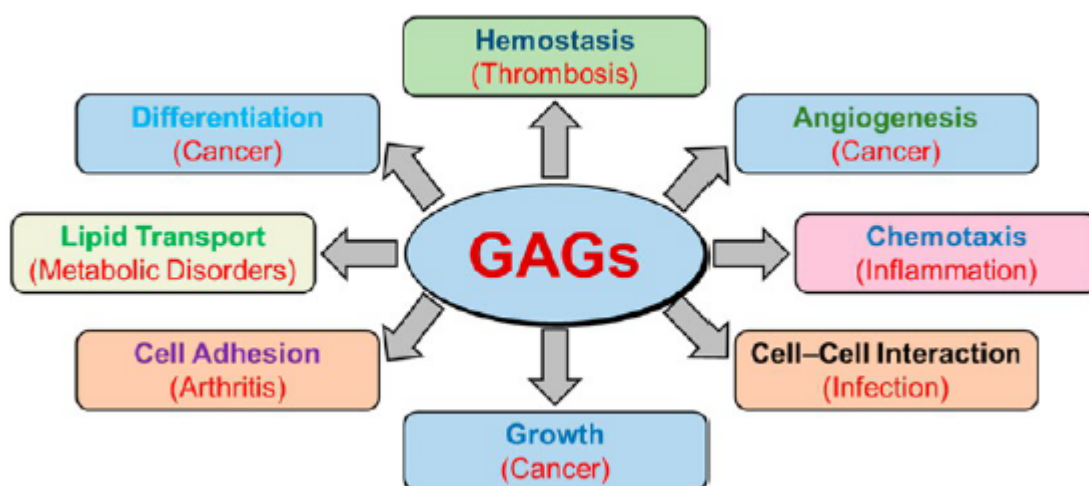 Hemostasis
(Thrombosis)
Differentiation
(Cancer)
Angiogenesis
(Cancer)
Lipid Transport
(Metabolic Disorders)
GAGs
Chemotaxis
(Inflammation)
Cell Adhesion
(Arthritis)
Cell–Cell Interaction
(Infection)
Growth
(Cancer)